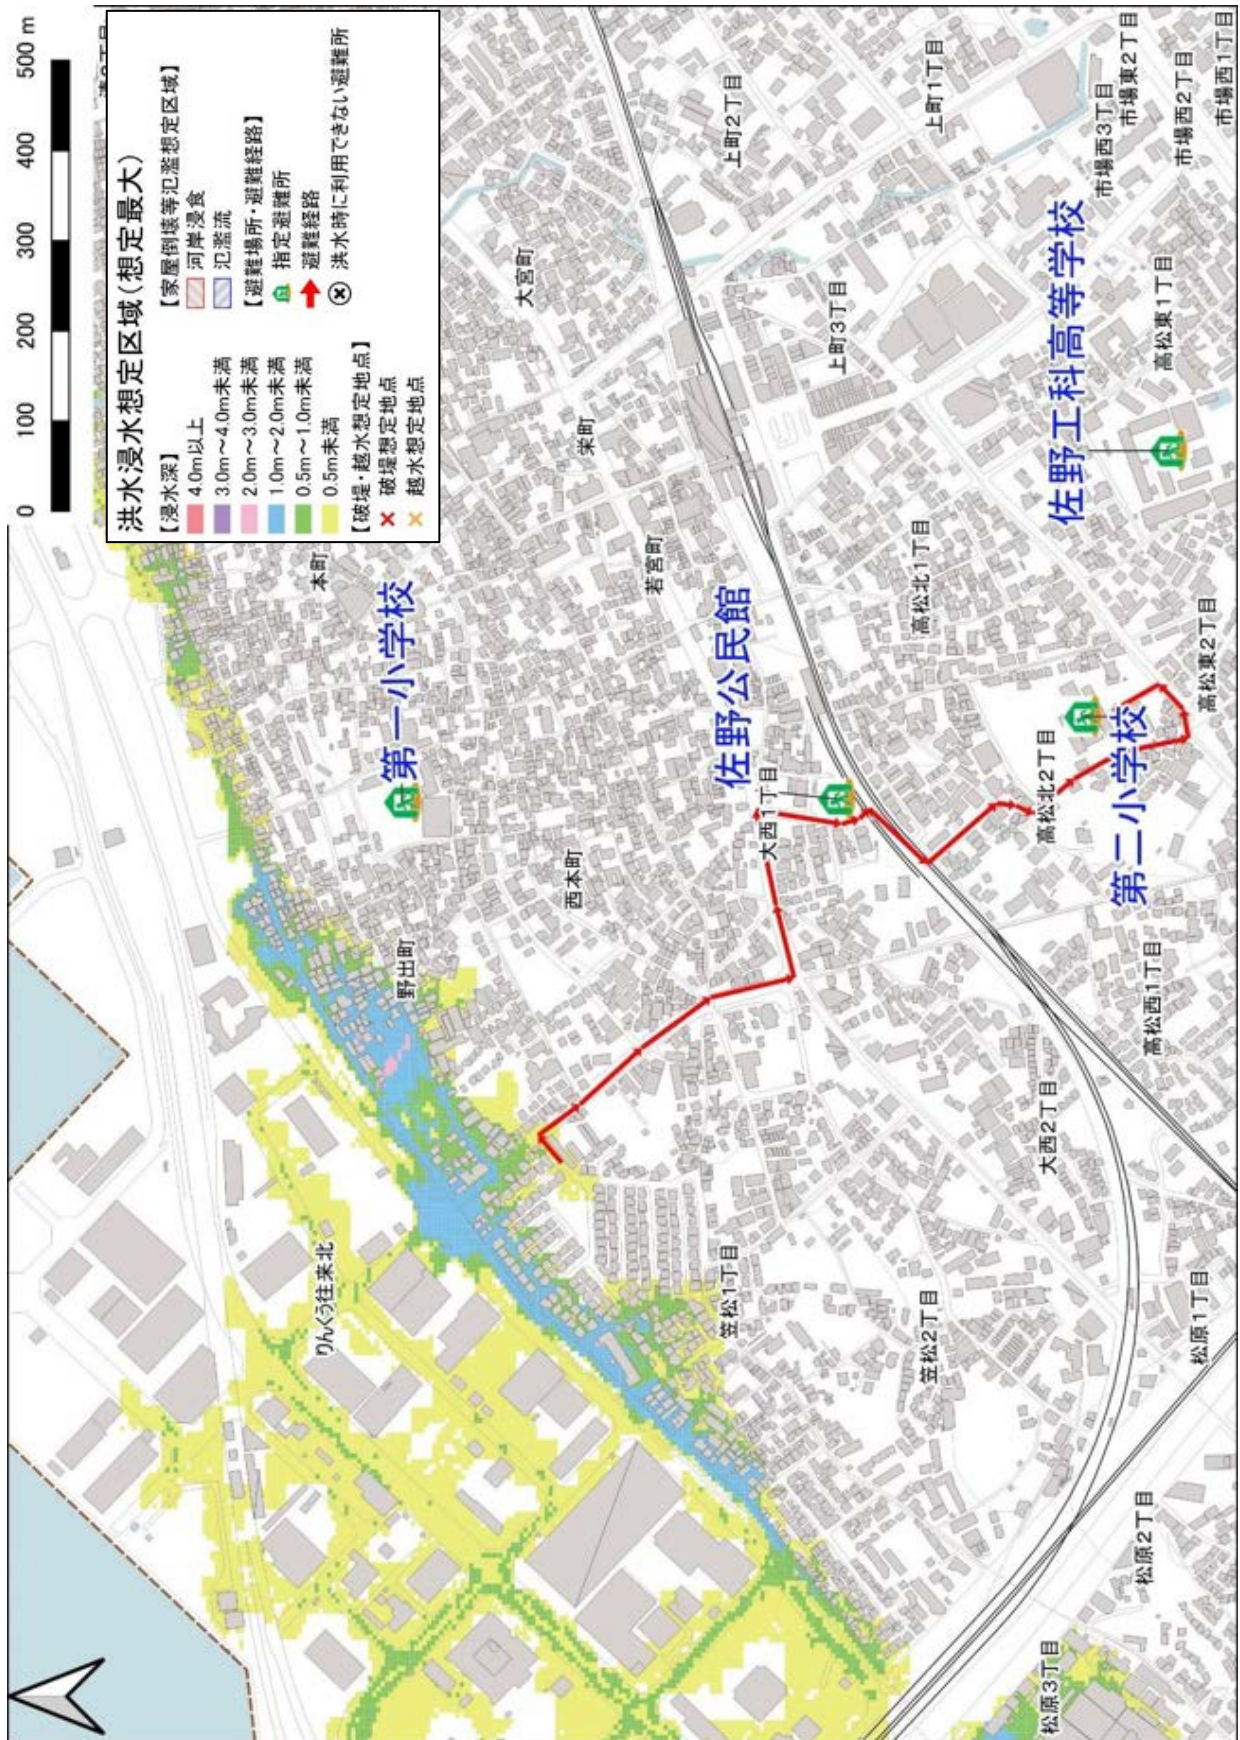 0 100 200 300 400 500 m
洪水浸水想定区域(想定最大)
【浸水深】
4.0m以上
3.0m～4.0m未満
2.0m～3.0m未満
1.0m～2.0m未満
0.5m～1.0m未満
0.5m未満
【破堤・越水想定地点】
破堤想定地点
越水想定地点
【家屋倒壊等氾濫想定区域】
河岸浸食
氾濫流
【避難場所・避難経路】
指定避難所
避難経路
洪水時に利用できない避難所
本町
第一小学校
大宮町
栄町
若宮町
西本町
野出町
りんくう往来北
佐野公民館
大西1丁目
上町2丁目
上町1丁目
上町3丁目
市場東2丁目
市場西3丁目
市場西2丁目
市場西1丁目
佐野工科高等学校
高松東1丁目
高松北1丁目
高松東2丁目
高松北2丁目
第二小学校
高松西1丁目
大西2丁目
笠松1丁目
笠松2丁目
松原1丁目
松原2丁目
松原3丁目